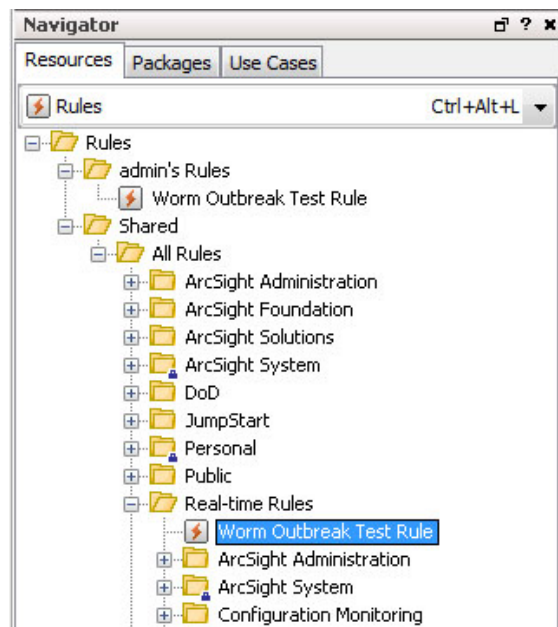 Navigator
Resources Packages Use Cases
Rules Ctrl+Alt+L
Rules
admin's Rules
Worm Outbreak Test Rule
Shared
All Rules
ArcSight Administration
ArcSight Foundation
ArcSight Solutions
ArcSight System
DoD
JumpStart
Personal
Public
Real-time Rules
Worm Outbreak Test Rule
ArcSight Administration
ArcSight System
Configuration Monitoring